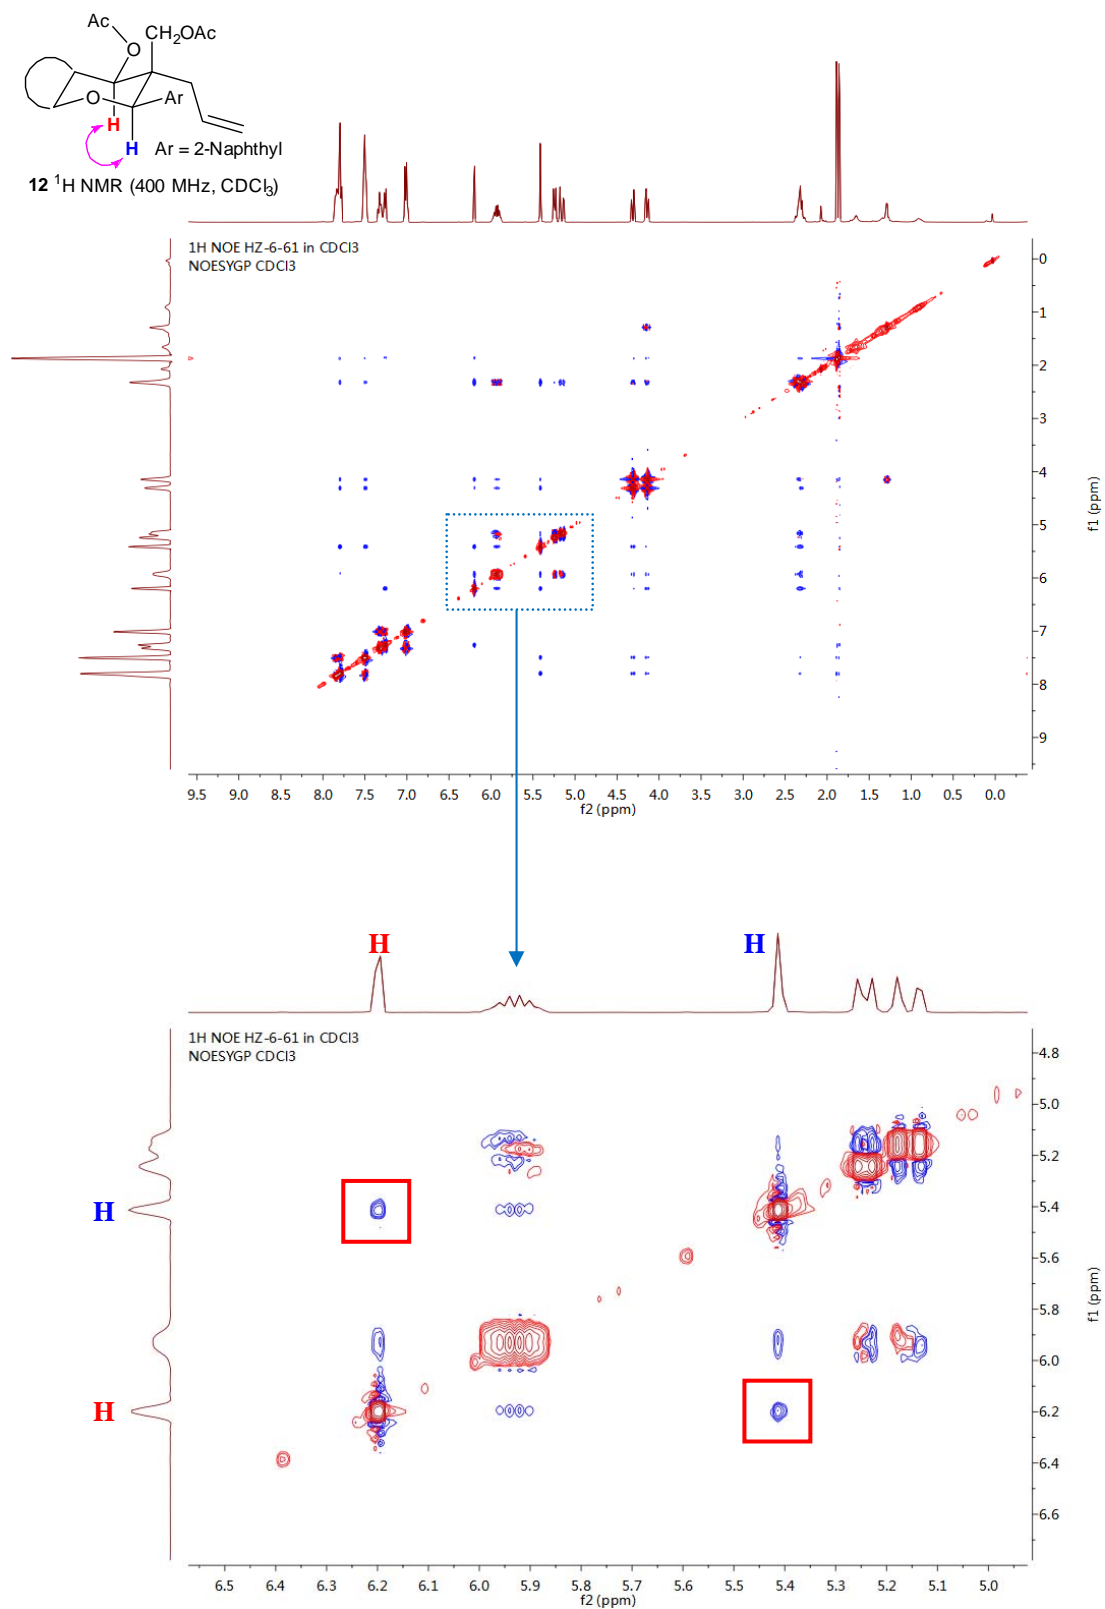 Ac
O
CH₂OAc
O
Ar
H
H
Ar = 2-Naphthyl
12 ¹H NMR (400 MHz, CDCl₃)
1H NOE HZ-6-61 in CDCl3
NOESYGP CDCl3
0
1
2
3
4
5
6
7
8
9
f1 (ppm)
9.5 9.0 8.5 8.0 7.5 7.0 6.5 6.0 5.5 5.0 4.5 4.0 3.5 3.0 2.5 2.0 1.5 1.0 0.5 0.0
f2 (ppm)
H
H
1H NOE HZ-6-61 in CDCl3
NOESYGP CDCl3
H
H
4.8
5.0
5.2
5.4
5.6
5.8
6.0
6.2
6.4
6.6
f1 (ppm)
6.5 6.4 6.3 6.2 6.1 6.0 5.9 5.8 5.7 5.6 5.5 5.4 5.3 5.2 5.1 5.0
f2 (ppm)